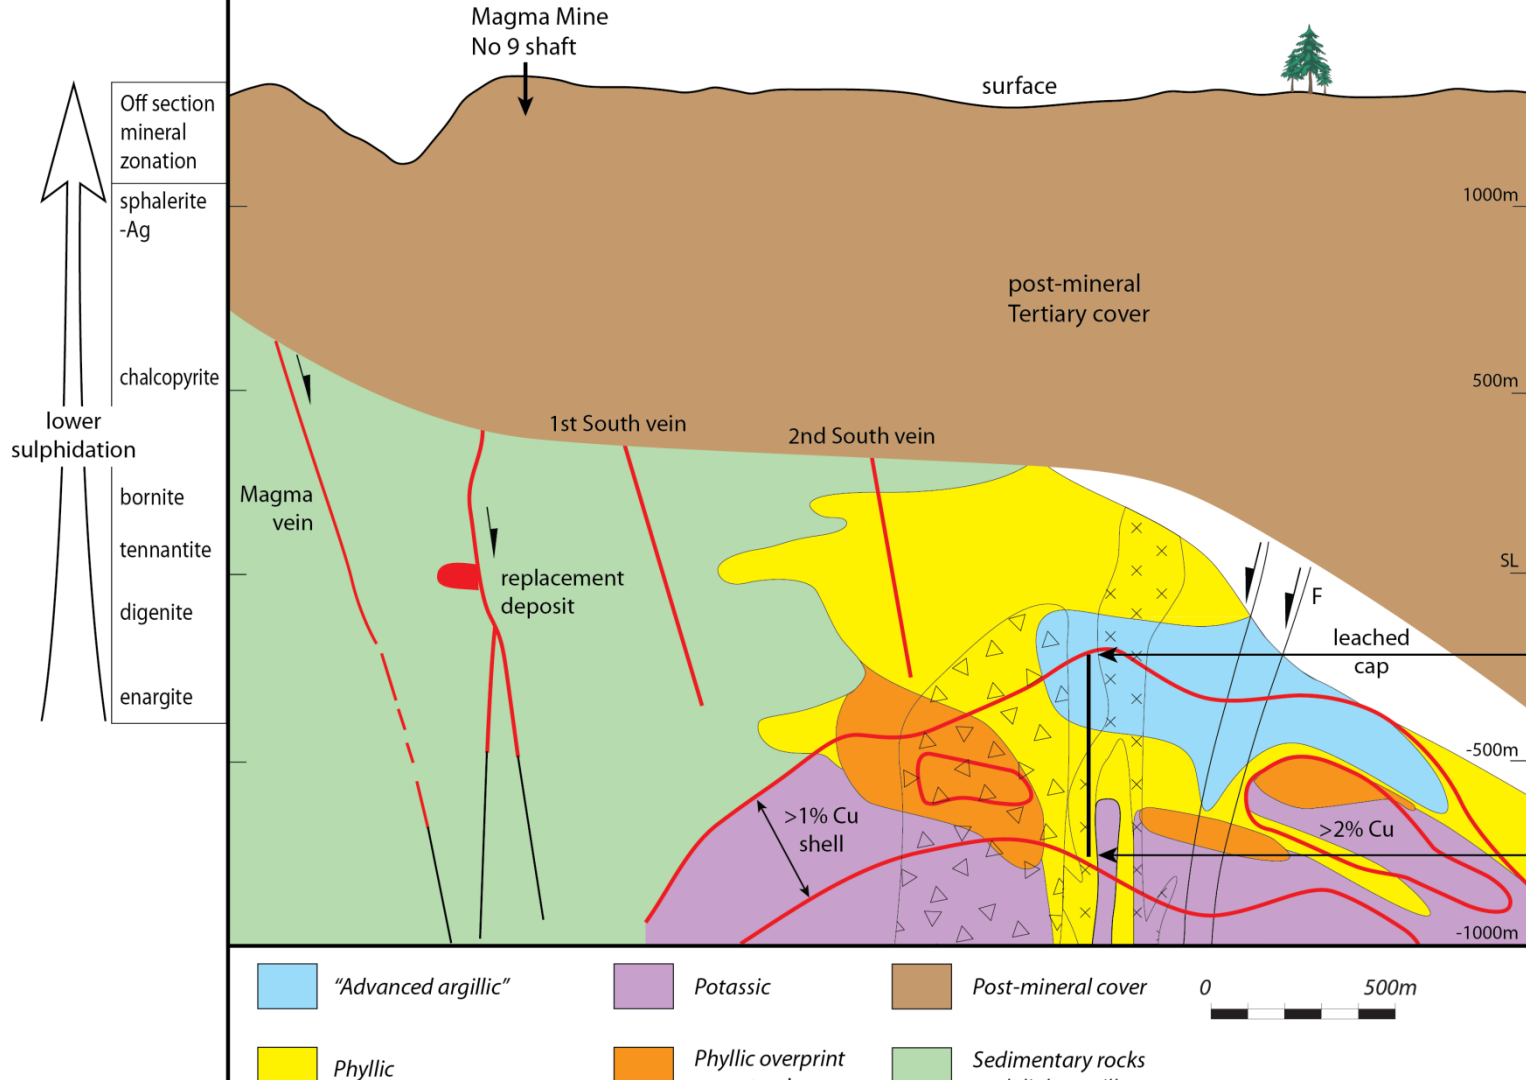 Magma Mine
No 9 shaft
surface
Off section
mineral
zonation
sphalerite
-Ag
chalcopyrite
lower
sulphidation
bornite
tennantite
digenite
enargite
1000m
post-mineral
Tertiary cover
500m
1st South vein
2nd South vein
Magma
vein
replacement
deposit
SL
F
leached
cap
-500m
>1% Cu
shell
>2% Cu
-1000m
"Advanced argillic"
Potassic
Post-mineral cover
0 500m
Phyllic
Phyllic overprint
Sedimentary rocks